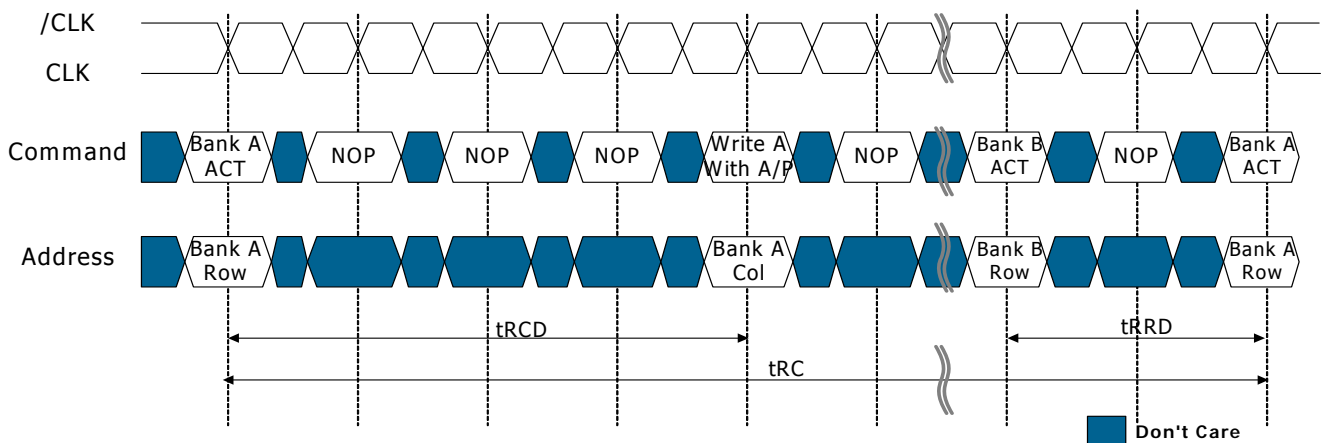 /CLK
CLK
Command
Bank A
ACT
NOP
NOP
NOP
Write A
With A/P
NOP
Bank B
ACT
NOP
Bank A
ACT
Address
Bank A
Row
Bank A
Col
Bank B
Row
Bank A
Row
tRCD
tRRD
tRC
Don't Care